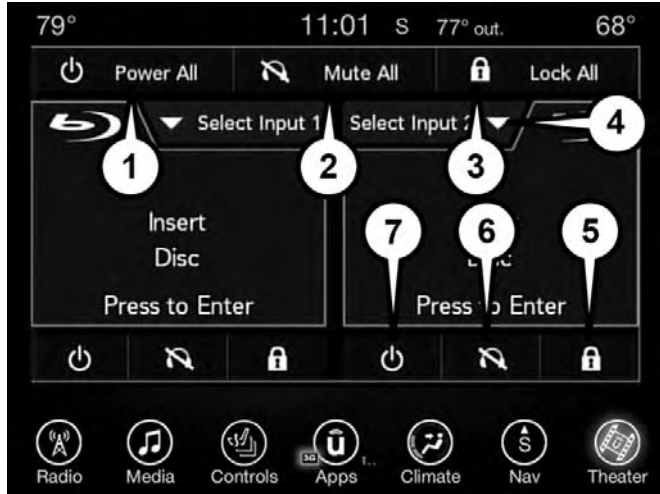 79° 11:01 S 77° out. 68°
Power All Mute All Lock All
Select Input 1 Select Input 2
1 2 3 4
Insert
Disc
7 6 5
Press to Enter Press to Enter
3G
Radio Media Controls Apps Climate Nav Theater
S